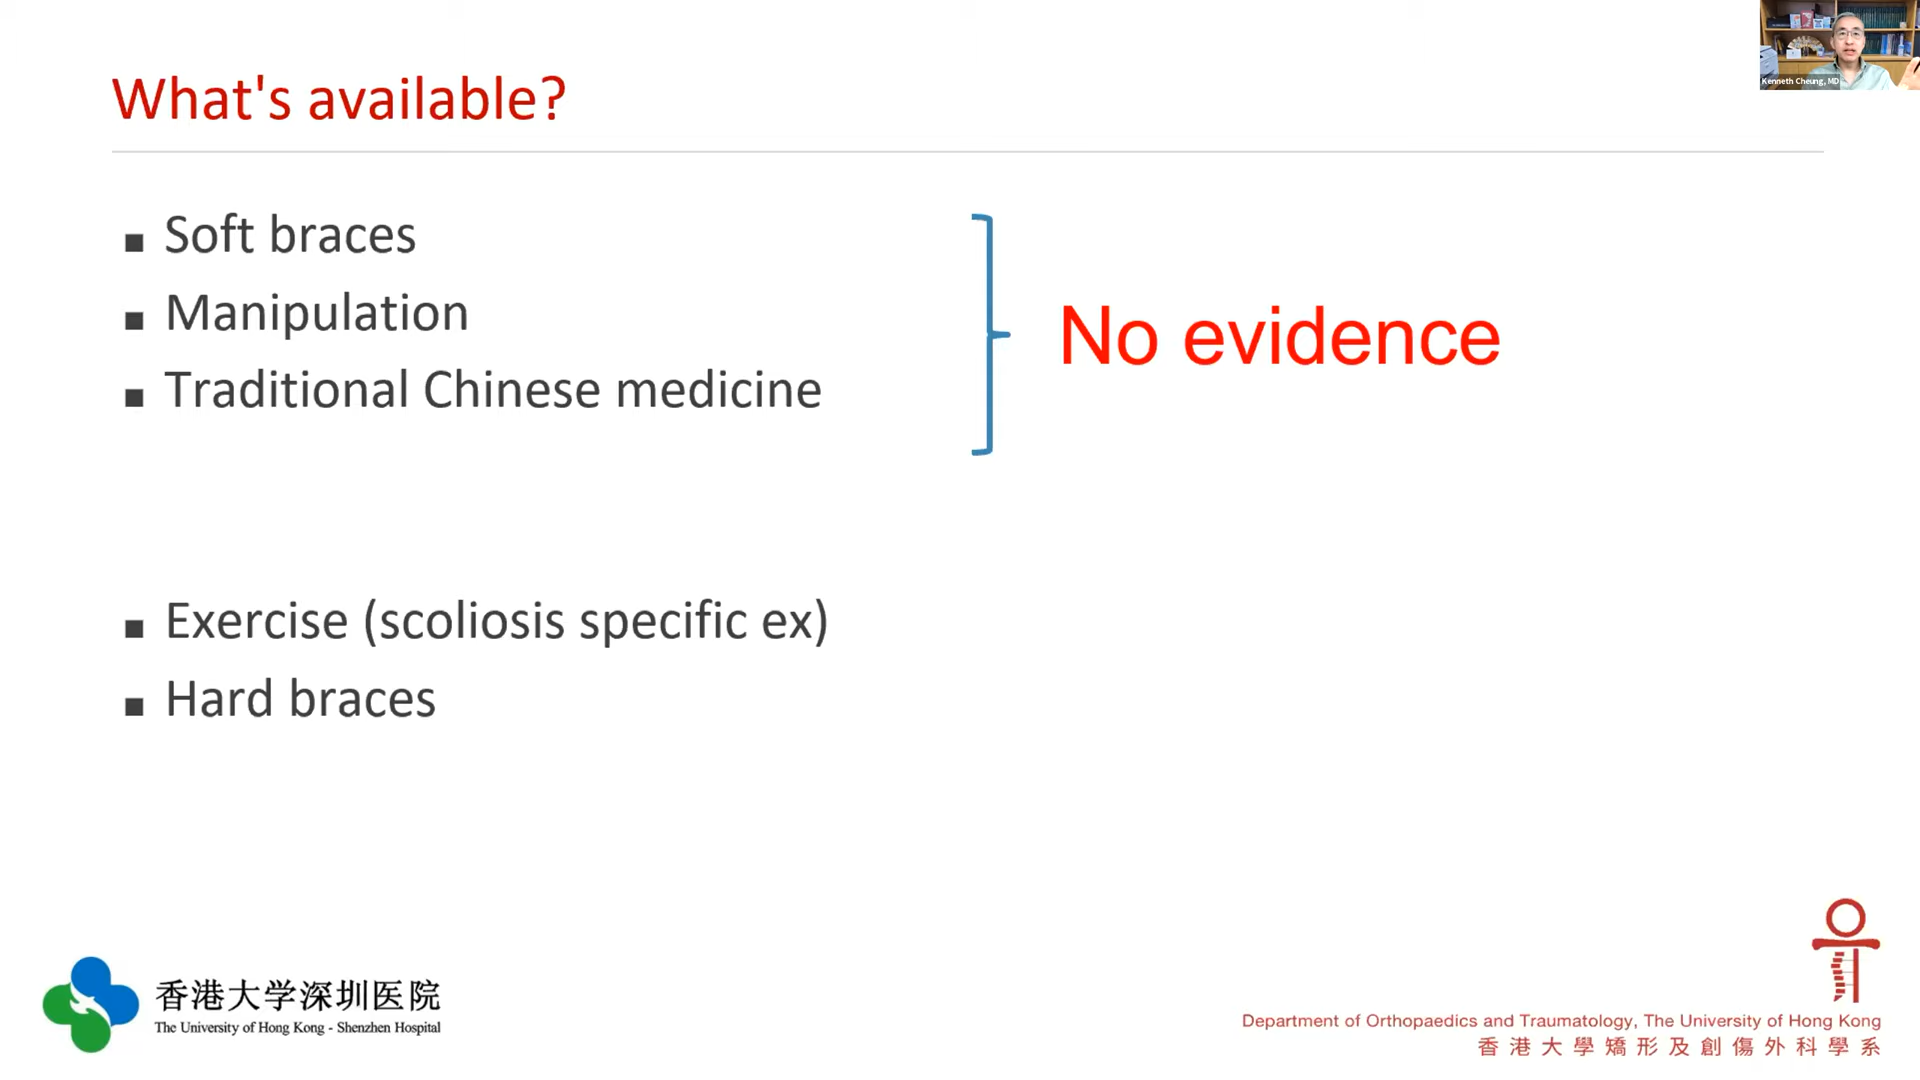 Kenneth Cheung, MD
What's available?
Soft braces
Manipulation
Traditional Chinese medicine
No evidence
Exercise (scoliosis specific ex)
Hard braces
香港大学深圳医院
The University of Hong Kong - Shenzhen Hospital
Department of Orthopaedics and Traumatology, The University of Hong Kong
香港大學矯形及創傷外科學系